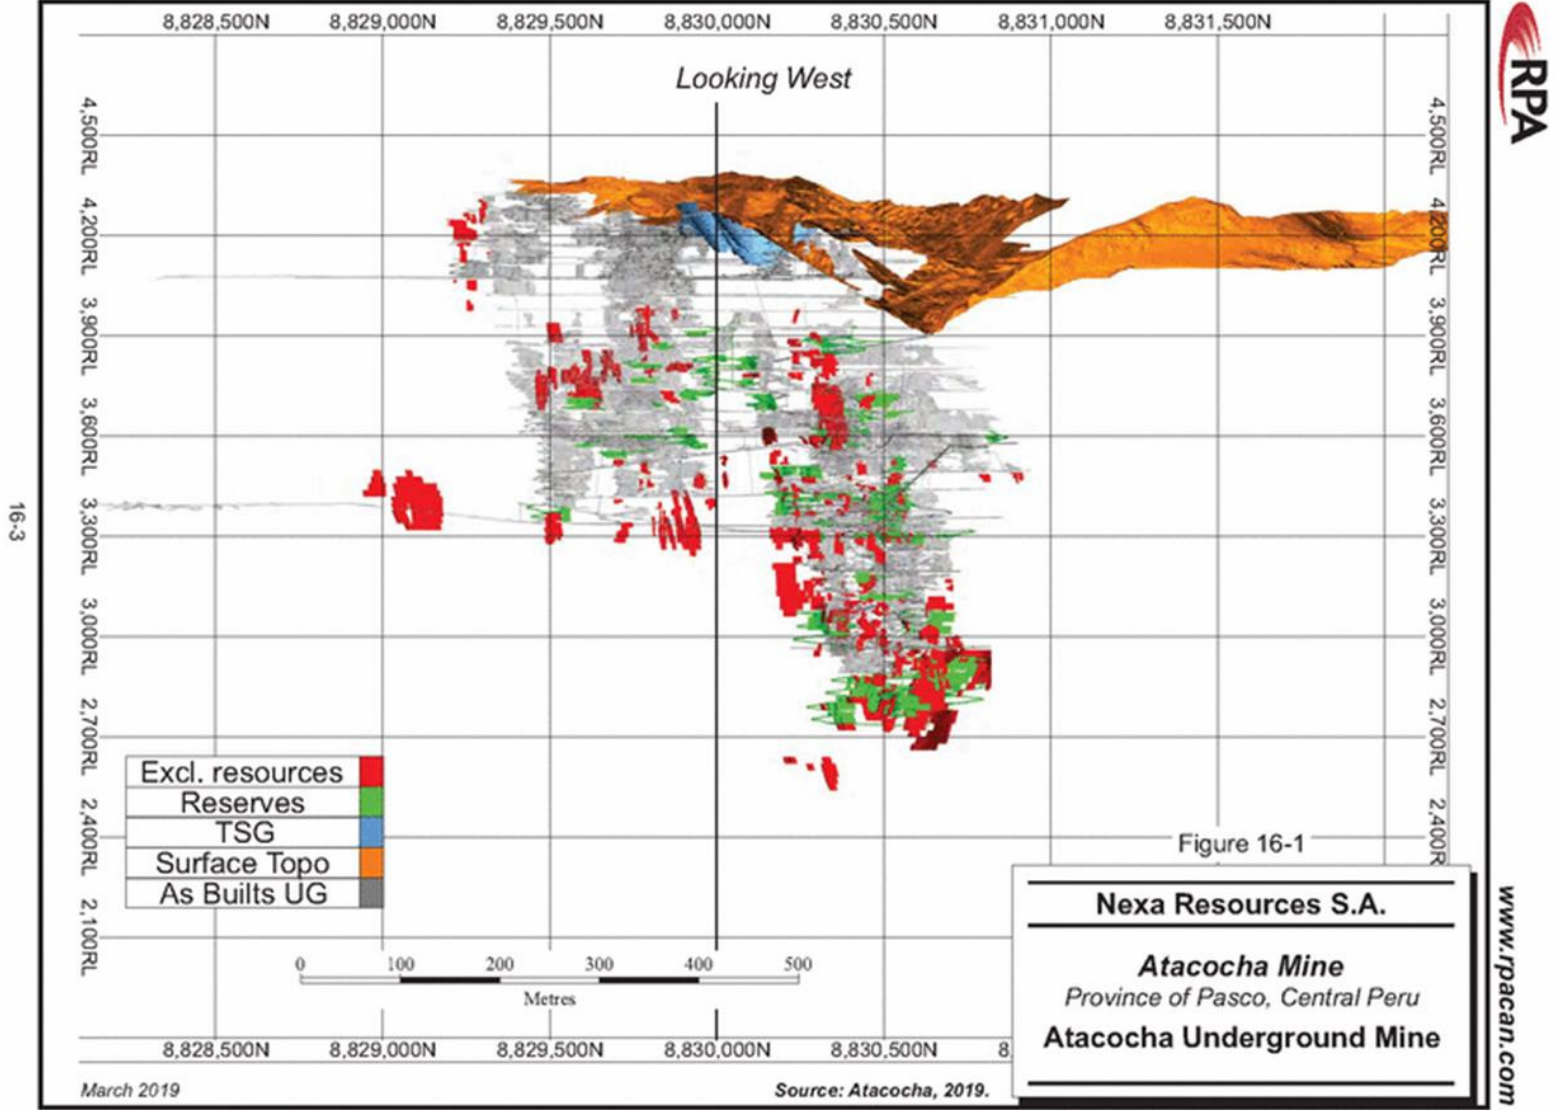 8,828,500N 8,829,000N 8,829,500N 8,830,000N 8,830,500N 8,831,000N 8,831,500N
RPA
Looking West
4,500RL 4,500RL
4,200RL 4,200RL
3,900RL 3,900RL
3,600RL 3,600RL
3,300RL 3,300RL
16-3
3,000RL 3,000RL
2,700RL 2,700RL
2,400RL 2,400R
2,100RL
Excl. resources
Reserves
TSG
Surface Topo
As Builts UG
0 100 200 300 400 500
Metres
Figure 16-1
Nexa Resources S.A.
Atacocha Mine
Province of Pasco, Central Peru
Atacocha Underground Mine
8,828,500N 8,829,000N 8,829,500N 8,830,000N 8,830,500N 8
March 2019
Source: Atacocha, 2019.
www.rpacan.com